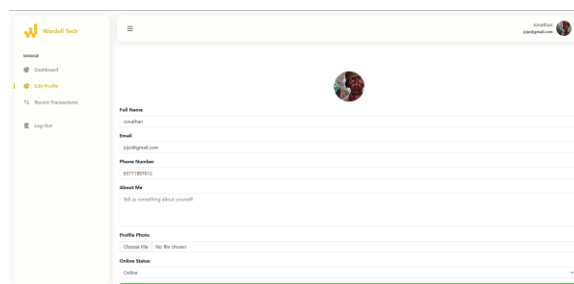 Wardell Tech
Jonathan
jojo@gmail.com
MANAGE
Dashboard
Edit Profile
Recent Transactions
Log Out
Full Name
Jonathan
Email
jojo@gmail.com
Phone Number
About Me
Tell us something about yourself
Profile Photo
Choose File No file chosen
Online Status
Online